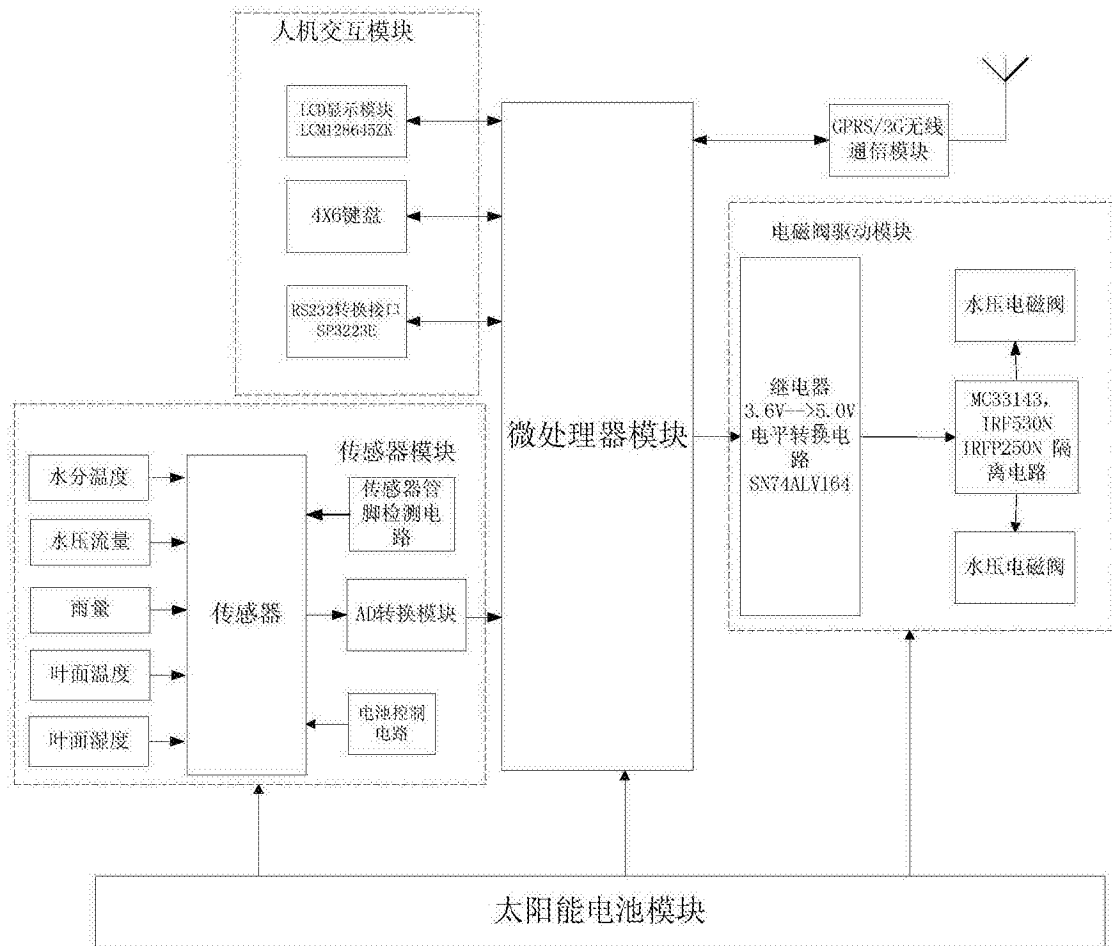 人机交互模块
LCD显示模块
LCM128645ZK
4X6键盘
RS232转换接口
SP3223E
GPRS/3G无线
通信模块
微处理器模块
电磁阀驱动模块
继电器
3.6V-->5.0V
电平转换电
路
SN74ALV164
水压电磁阀
MC33143,
IRF530N
IRFP250N 隔
离电路
水压电磁阀
传感器模块
水分温度
水压流量
雨量
叶面温度
叶面湿度
传感器
传感器管
脚检测电
路
AD转换模块
电池控制
电路
太阳能电池模块